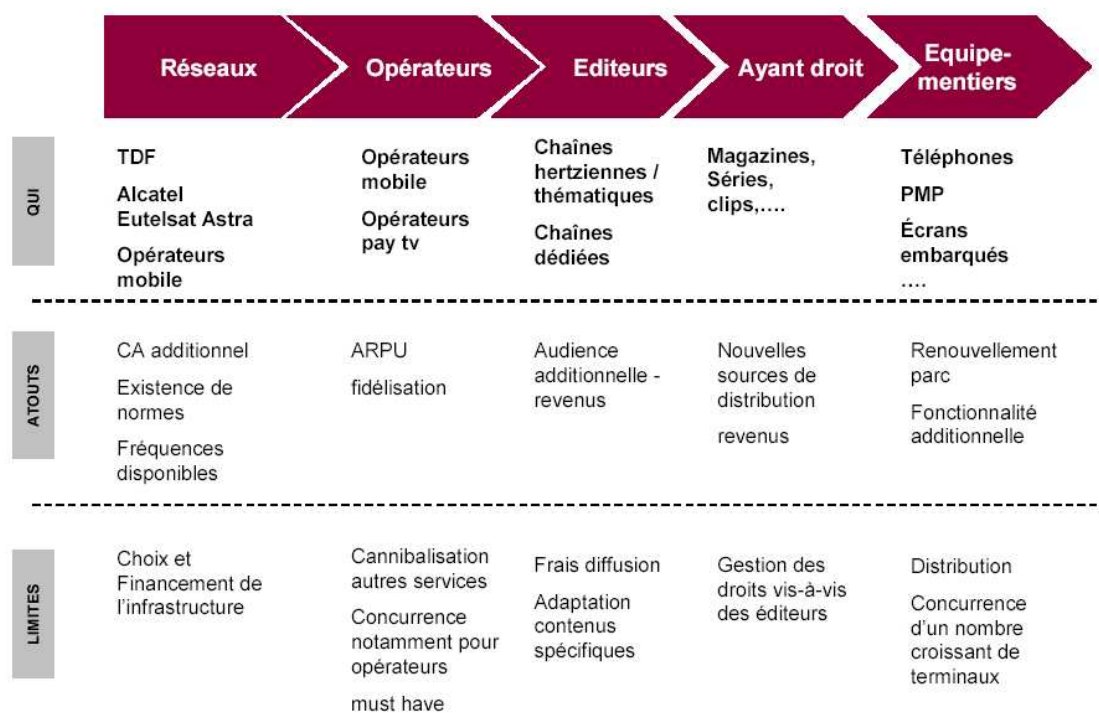 Réseaux
Opérateurs
Editeurs
Ayant droit
Equipe-
mentiers
QUI
TDF
Alcatel
Eutelsat Astra
Opérateurs
mobile
Opérateurs
mobile
Opérateurs
pay tv
Chaînes
hertziennes /
thématiques
Chaînes
dédiées
Magazines,
Séries,
clips,....
Téléphones
PMP
Écrans
embarqués
....
ATOUTS
CA additionnel
Existence de
normes
Fréquences
disponibles
ARPU
fidélisation
Audience
additionnelle -
revenus
Nouvelles
sources de
distribution
revenus
Renouvellement
parc
Fonctionnalité
additionnelle
LIMITES
Choix et
Financement de
l'infrastructure
Cannibalisation
autres services
Concurrence
notamment pour
opérateurs
must have
Frais diffusion
Adaptation
contenus
spécifiques
Gestion des
droits vis-à-vis
des éditeurs
Distribution
Concurrence
d'un nombre
croissant de
terminaux